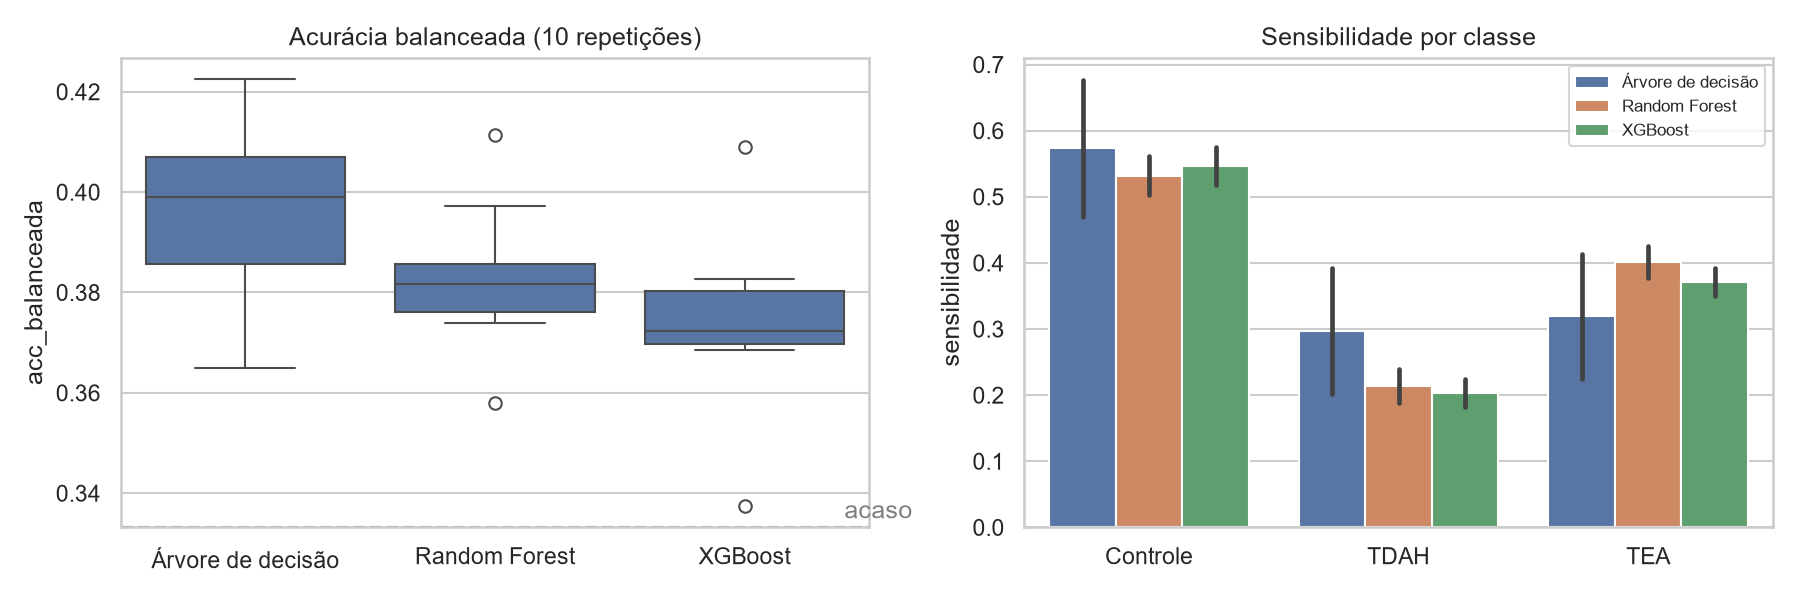 Acurácia balanceada (10 repetições)
acc_balanceada
0.42
0.40
0.38
0.36
0.34
acaso
Árvore de decisão
Random Forest
XGBoost
Sensibilidade por classe
sensibilidade
0.7
0.6
0.5
0.4
0.3
0.2
0.1
0.0
Árvore de decisão
Random Forest
XGBoost
Controle
TDAH
TEA